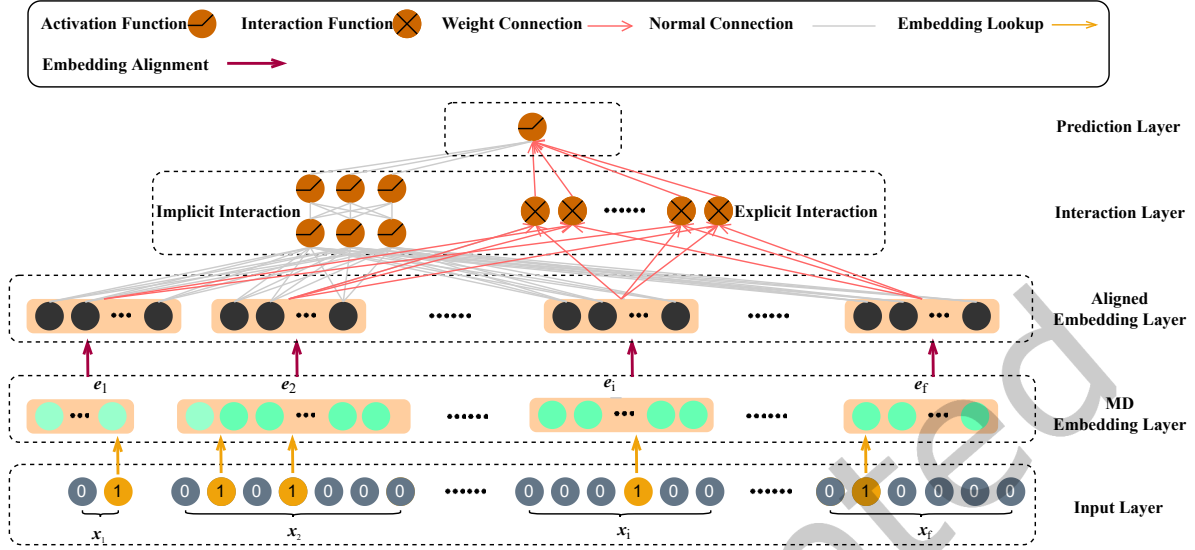 Activation Function Interaction Function Weight Connection Normal Connection Embedding Lookup
Embedding Alignment
Prediction Layer
Implicit Interaction Explicit Interaction Interaction Layer
... ... ...... ... ...... ... Aligned
Embedding Layer
e1 e2 ei ef
... ... ...... ... ...... ... MD
Embedding Layer
0 1 0 1 0 1 0 0 0 ...... 0 0 0 1 0 0 ...... 0 1 0 0 0 0
Input Layer
x1 x2 xi xf